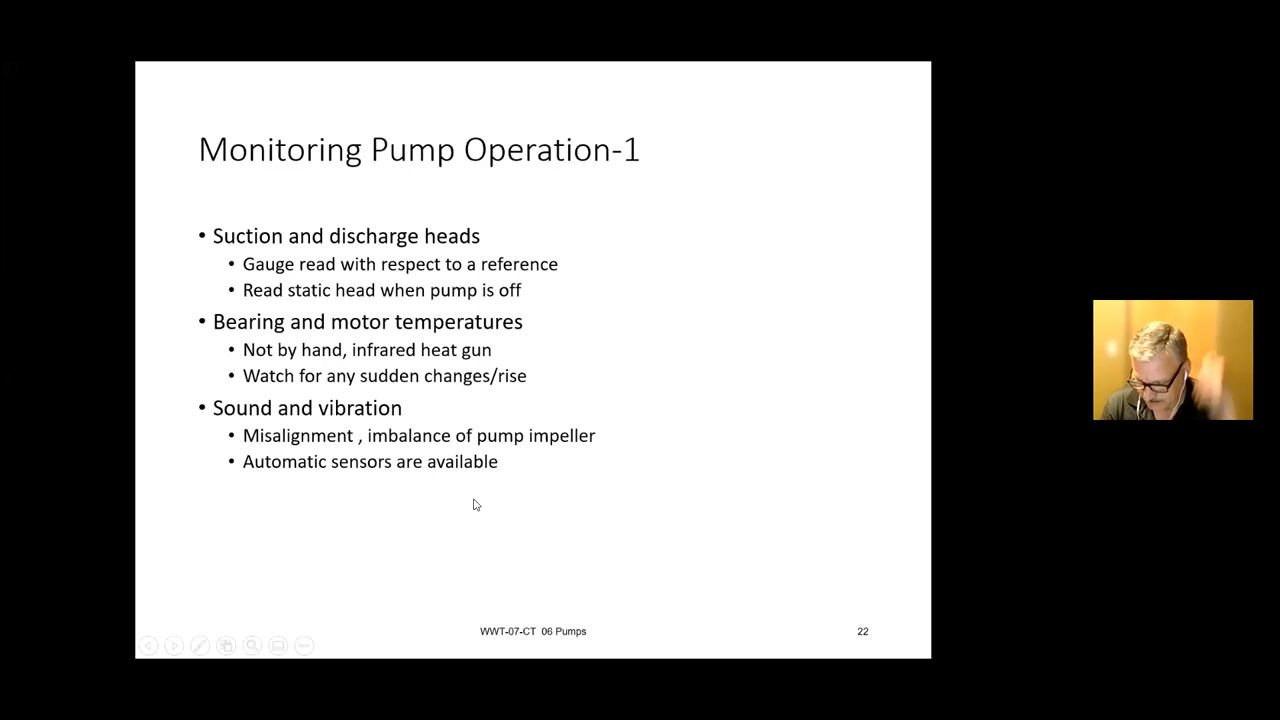 Monitoring Pump Operation-1
• Suction and discharge heads
• Gauge read with respect to a reference
• Read static head when pump is off
• Bearing and motor temperatures
• Not by hand, infrared heat gun
• Watch for any sudden changes/rise
• Sound and vibration
• Misalignment , imbalance of pump impeller
• Automatic sensors are available
WWT-07-CT 06 Pumps
22